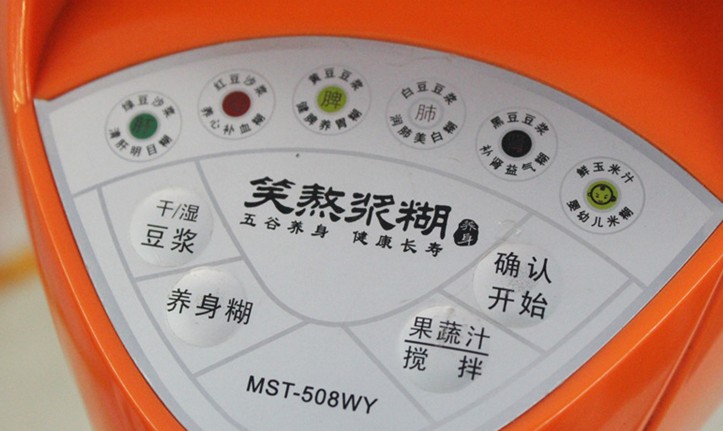 绿豆沙浆
清肝明目糊
红豆沙浆
养心补血糊
黄豆豆浆
脾
健脾养胃糊
白豆豆浆
肺
润肺美白糊
黑豆豆浆
补肾益气糊
鲜玉米汁
婴幼儿米糊
笑熬浆糊
养身
五谷养身 健康长寿
干/湿
豆浆
养身糊
确认
开始
果蔬汁
搅 拌
MST-508WY